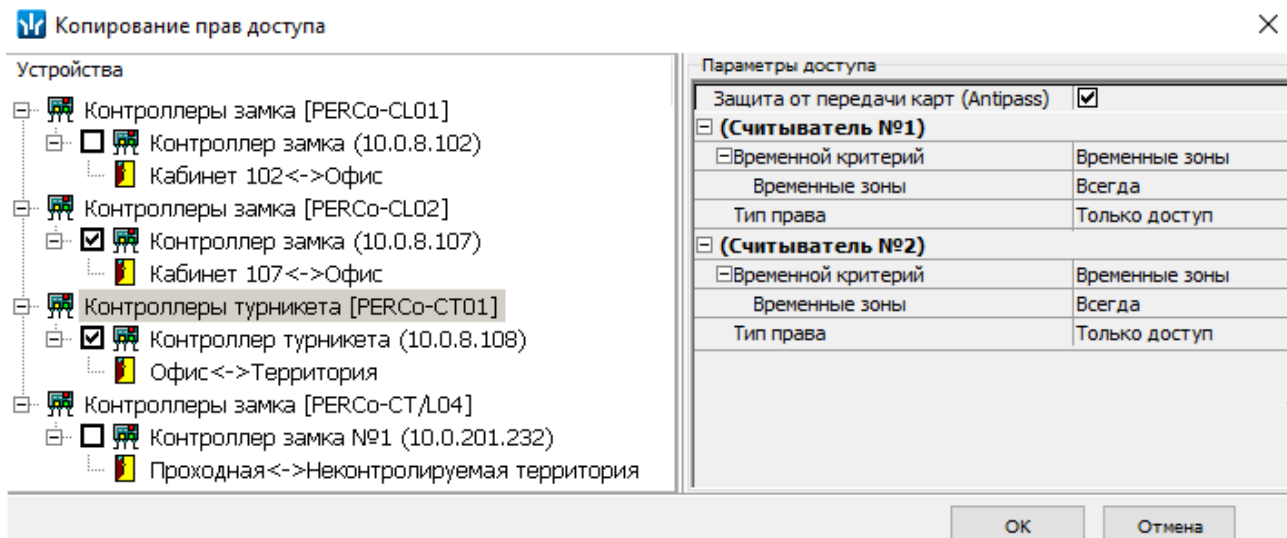 Копирование прав доступа
Устройства
Контроллеры замка [PERCo-CL01]
Контроллер замка (10.0.8.102)
Кабинет 102<->Офис
Контроллеры замка [PERCo-CL02]
Контроллер замка (10.0.8.107)
Кабинет 107<->Офис
Контроллеры турникета [PERCo-CT01]
Контроллер турникета (10.0.8.108)
Офис<->Территория
Контроллеры замка [PERCo-CT/L04]
Контроллер замка №1 (10.0.201.232)
Проходная<->Неконтролируемая территория
Параметры доступа
Защита от передачи карт (Antipass)
(Считыватель №1)
Временной критерий Временные зоны
Временные зоны Всегда
Тип права Только доступ
(Считыватель №2)
Временной критерий Временные зоны
Временные зоны Всегда
Тип права Только доступ
ОК Отмена